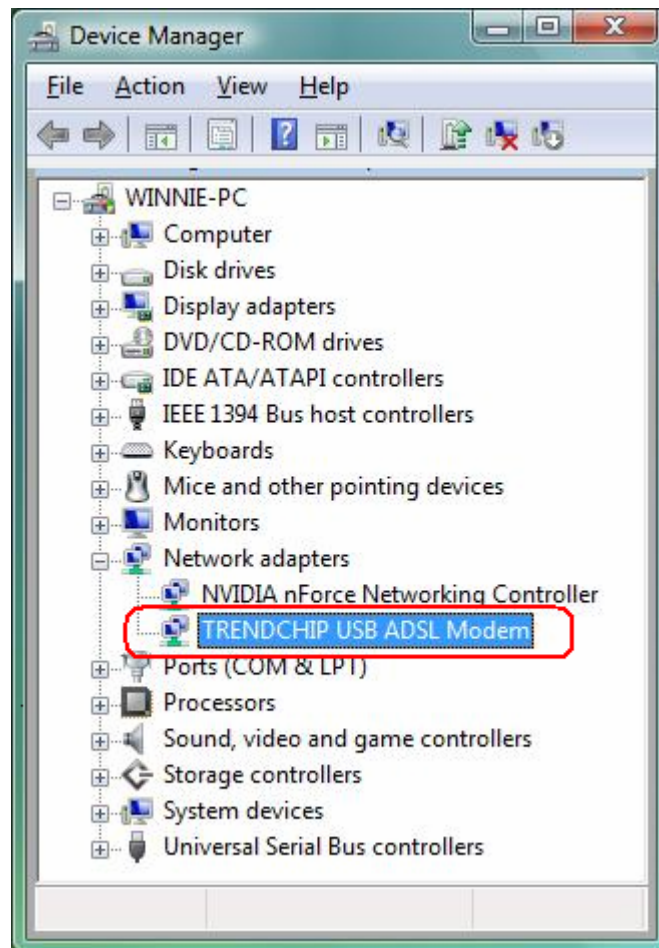 Device Manager
File Action View Help
WINNIE-PC
Computer
Disk drives
Display adapters
DVD/CD-ROM drives
IDE ATA/ATAPI controllers
IEEE 1394 Bus host controllers
Keyboards
Mice and other pointing devices
Monitors
Network adapters
NVIDIA nForce Networking Controller
TRENDCHIP USB ADSL Modem
Ports (COM & LPT)
Processors
Sound, video and game controllers
Storage controllers
System devices
Universal Serial Bus controllers